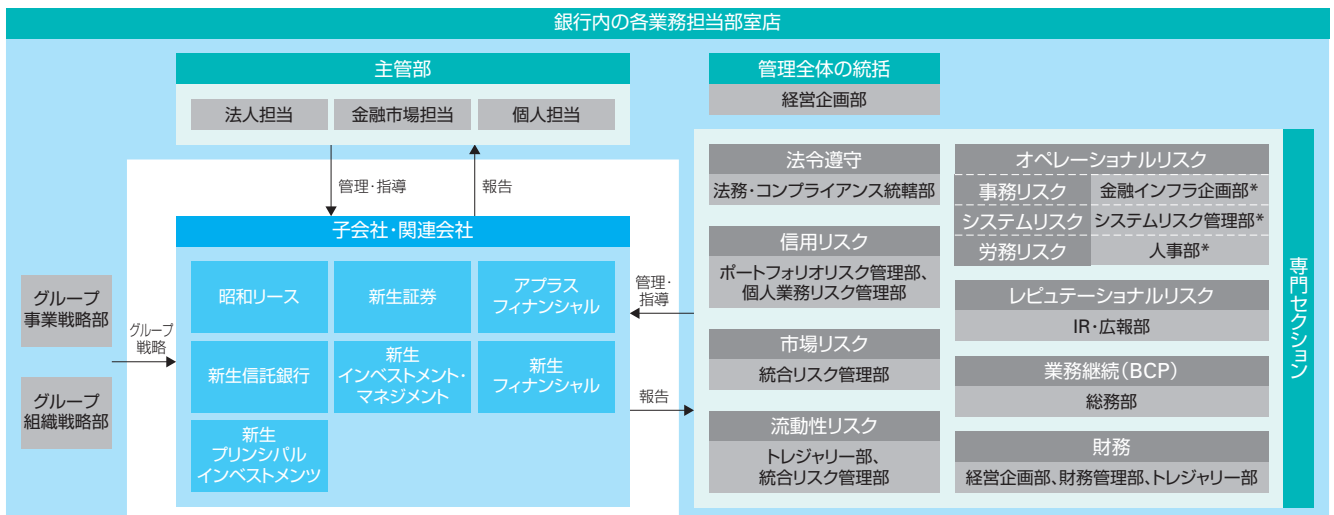 銀行内の各業務担当部室店
主管部
法人担当
金融市場担当
個人担当
管理・指導
報告
子会社・関連会社
昭和リース
新生証券
アプラス
フィナンシャル
新生信託銀行
新生
インベストメント・
マネジメント
新生
フィナンシャル
新生
プリンシパル
インベストメンツ
グループ
事業戦略部
グループ
組織戦略部
グループ
戦略
管理・
指導
報告
管理全体の統括
経営企画部
法令遵守
法務・コンプライアンス統轄部
信用リスク
ポートフォリオリスク管理部、
個人業務リスク管理部
市場リスク
統合リスク管理部
流動性リスク
トレジャリー部、
統合リスク管理部
オペレーショナルリスク
事務リスク 金融インフラ企画部*
システムリスク システムリスク管理部*
労務リスク 人事部*
レピュテーショナルリスク
IR・広報部
業務継続（BCP）
総務部
財務
経営企画部、財務管理部、トレジャリー部
専門セクション